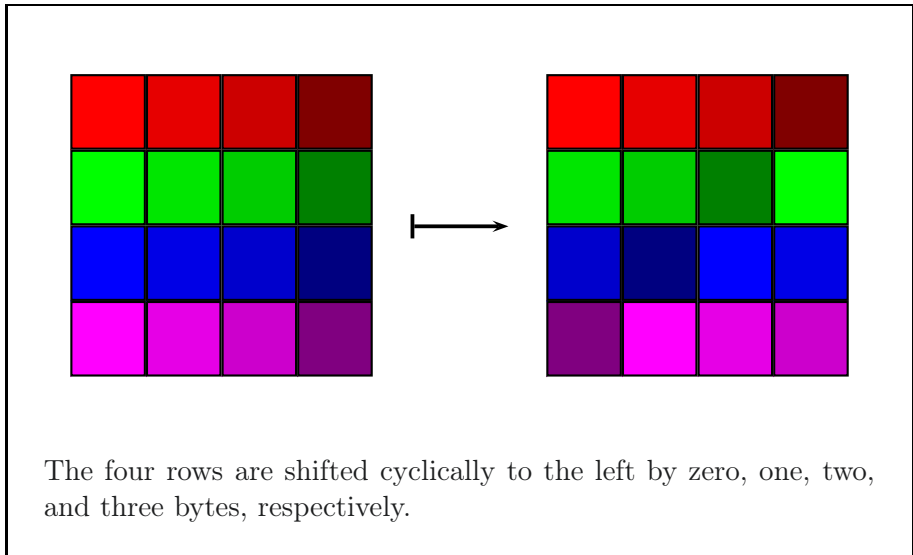 The four rows are shifted cyclically to the left by zero, one, two,
and three bytes, respectively.